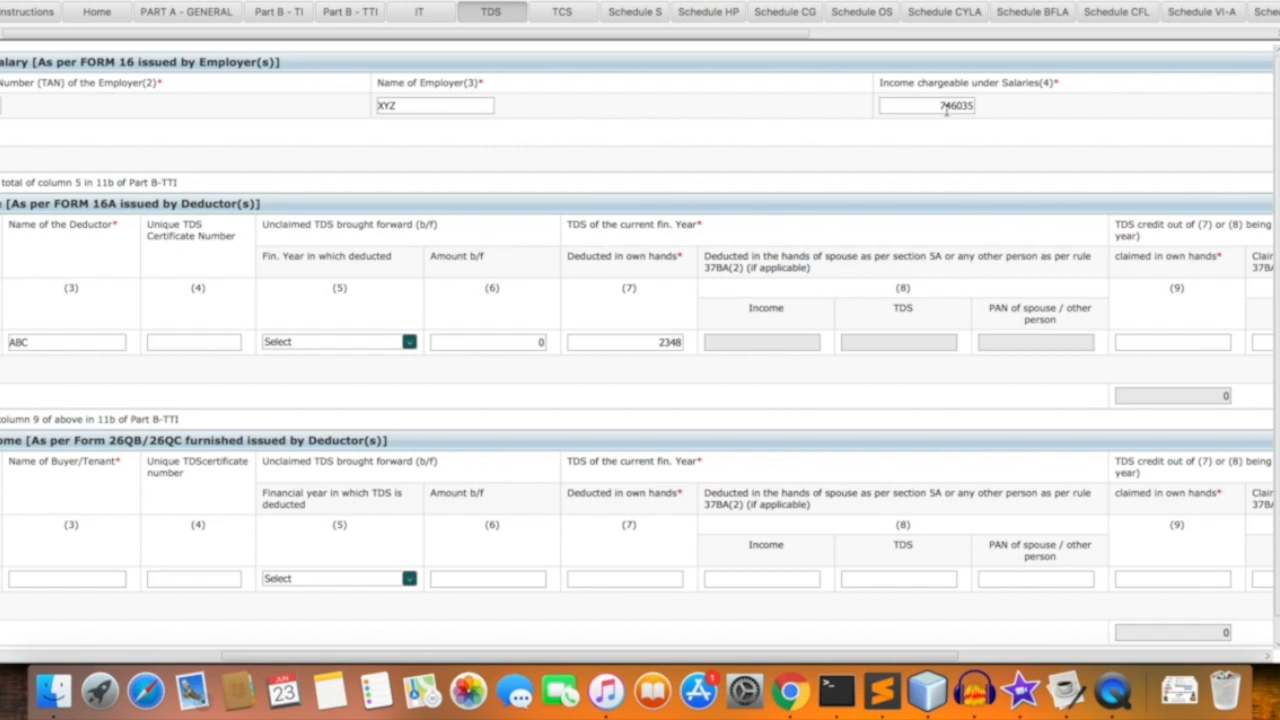 nstructions Home PART A - GENERAL Part B - TI Part B - TTI IT TDS TCS Schedule S Schedule HP Schedule CG Schedule OS Schedule CYLA Schedule BFLA Schedule CFL Schedule VI-A
alary [As per FORM 16 issued by Employer(s)]
Number (TAN) of the Employer(2)* Name of Employer(3)* Income chargeable under Salaries(4)*
XYZ 746035
total of column 5 in 11b of Part B-TTI
e [As per FORM 16A issued by Deductor(s)]
Name of the Deductor* Unique TDS Unclaimed TDS brought forward (b/f) TDS of the current fin. Year* TDS credit out of (7) or (8) being
Certificate Number year)
Fin. Year in which deducted Amount b/f Deducted in own hands* Deducted in the hands of spouse as per section 5A or any other person as per rule claimed in own hands* Clair
37BA(2) (if applicable) 37BA
(3) (4) (5) (6) (7) (8) (9)
Income TDS PAN of spouse / other
person
ABC Select 0 2348
0
column 9 of above in 11b of Part B-TTI
ome [As per Form 26QB/26QC furnished issued by Deductor(s)]
Name of Buyer/Tenant* Unique TDScertificate Unclaimed TDS brought forward (b/f) TDS of the current fin. Year* TDS credit out of (7) or (8) being
number year)
Financial year in which TDS is Amount b/f Deducted in own hands* Deducted in the hands of spouse as per section 5A or any other person as per rule claimed in own hands* Clair
deducted 37BA(2) (if applicable) 37BA
(3) (4) (5) (6) (7) (8) (9)
Income TDS PAN of spouse / other
person
Select
0
JUN
23
1